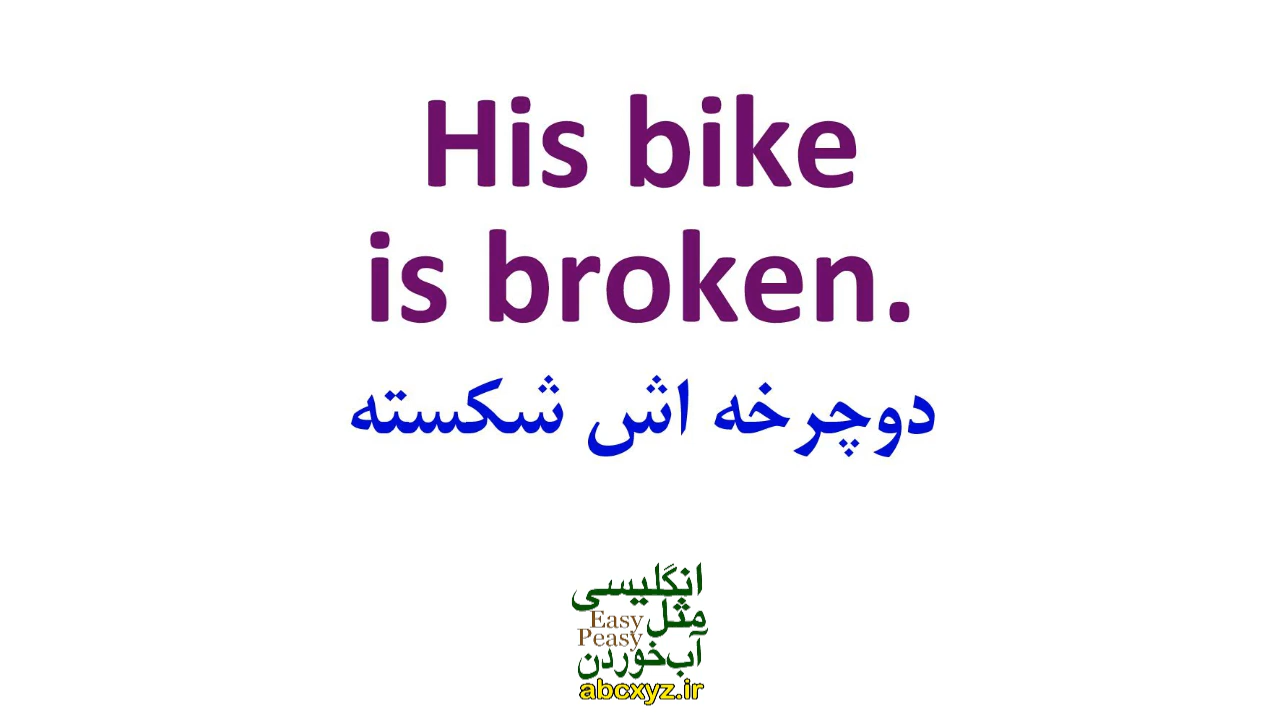 His bike
is broken.
دوچرخه اش شکسته
انگلیسی
مثل
Easy
Peasy
آب‌خوردن
abcxyz.ir